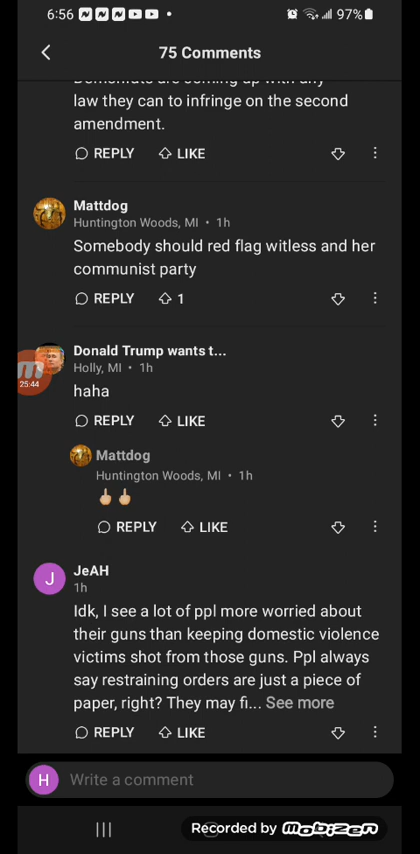 6:56
97%
75 Comments
law they can to infringe on the second
amendment.
REPLY LIKE
Mattdog
Huntington Woods, MI • 1h
Somebody should red flag witless and her
communist party
REPLY 1
Donald Trump wants t...
Holly, MI • 1h
25:44
haha
REPLY LIKE
Mattdog
Huntington Woods, MI • 1h
🖕🏼🖕🏼
REPLY LIKE
J
JeAH
1h
Idk, I see a lot of ppl more worried about
their guns than keeping domestic violence
victims shot from those guns. Ppl always
say restraining orders are just a piece of
paper, right? They may fi... See more
REPLY LIKE
H Write a comment
Recorded by mobizen